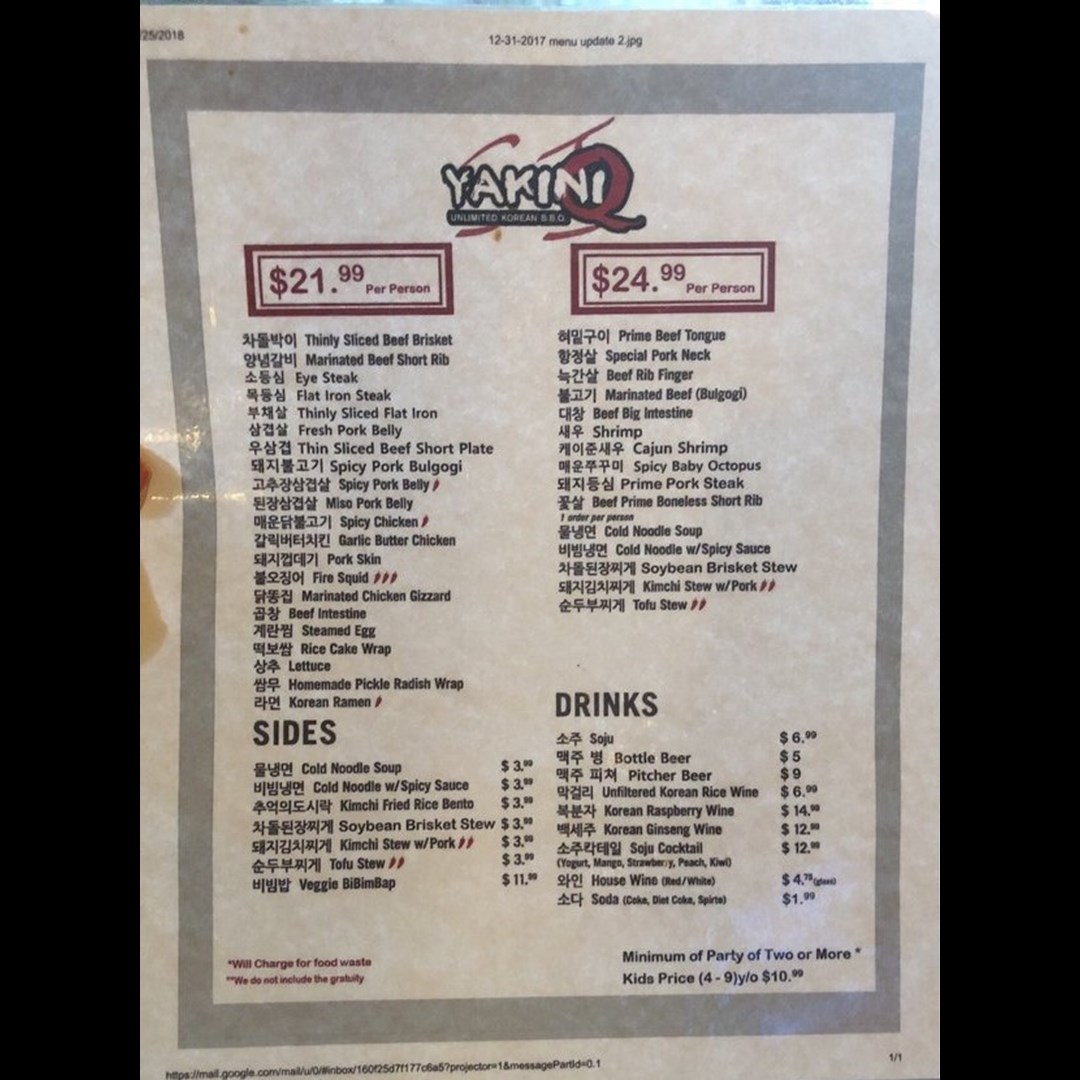 /25/2018
12-31-2017 menu update 2.jpg
YAKINI Q
UNLIMITED KOREAN B.B.Q.
$21.99 Per Person
차돌박이 Thinly Sliced Beef Brisket
양념갈비 Marinated Beef Short Rib
소등심 Eye Steak
목등심 Flat Iron Steak
부채살 Thinly Sliced Flat Iron
삼겹살 Fresh Pork Belly
우삼겹 Thin Sliced Beef Short Plate
돼지불고기 Spicy Pork Bulgogi
고추장삼겹살 Spicy Pork Belly
된장삼겹살 Miso Pork Belly
매운닭불고기 Spicy Chicken
갈릭버터치킨 Garlic Butter Chicken
돼지껍데기 Pork Skin
불오징어 Fire Squid
닭똥집 Marinated Chicken Gizzard
곱창 Beef Intestine
계란찜 Steamed Egg
떡보쌈 Rice Cake Wrap
상추 Lettuce
쌈무 Homemade Pickle Radish Wrap
라면 Korean Ramen
$24.99 Per Person
혀밑구이 Prime Beef Tongue
항정살 Special Pork Neck
늑간살 Beef Rib Finger
불고기 Marinated Beef (Bulgogi)
대창 Beef Big Intestine
새우 Shrimp
케이준새우 Cajun Shrimp
매운쭈꾸미 Spicy Baby Octopus
돼지등심 Prime Pork Steak
꽃살 Beef Prime Boneless Short Rib
1 order per person
물냉면 Cold Noodle Soup
비빔냉면 Cold Noodle w/Spicy Sauce
차돌된장찌게 Soybean Brisket Stew
돼지김치찌게 Kimchi Stew w/Pork
순두부찌게 Tofu Stew
SIDES
물냉면 Cold Noodle Soup $ 3.99
비빔냉면 Cold Noodle w/Spicy Sauce $ 3.99
추억의도시락 Kimchi Fried Rice Bento $ 3.99
차돌된장찌게 Soybean Brisket Stew $ 3.99
돼지김치찌게 Kimchi Stew w/Pork $ 3.99
순두부찌게 Tofu Stew $ 3.99
비빔밥 Veggie BiBimBap $ 11.99
DRINKS
소주 Soju $ 6.99
맥주 병 Bottle Beer $ 5
맥주 피쳐 Pitcher Beer $ 9
막걸리 Unfiltered Korean Rice Wine $ 6.99
복분자 Korean Raspberry Wine $ 14.99
백세주 Korean Ginseng Wine $ 12.99
소주칵테일 Soju Cocktail $ 12.99
(Yogurt, Mango, Strawberry, Peach, Kiwi)
와인 House Wine (Red/White) $ 4.75 (glass)
소다 Soda (Coke, Diet Coke, Spirte) $1.99
*Will Charge for food waste
**We do not include the gratuity
Minimum of Party of Two or More *
Kids Price (4 - 9)y/o $10.99
1/1
https://mail.google.com/mail/u/0/#inbox/160f25d7f177c6a5?projector=1&messagePartId=0.1